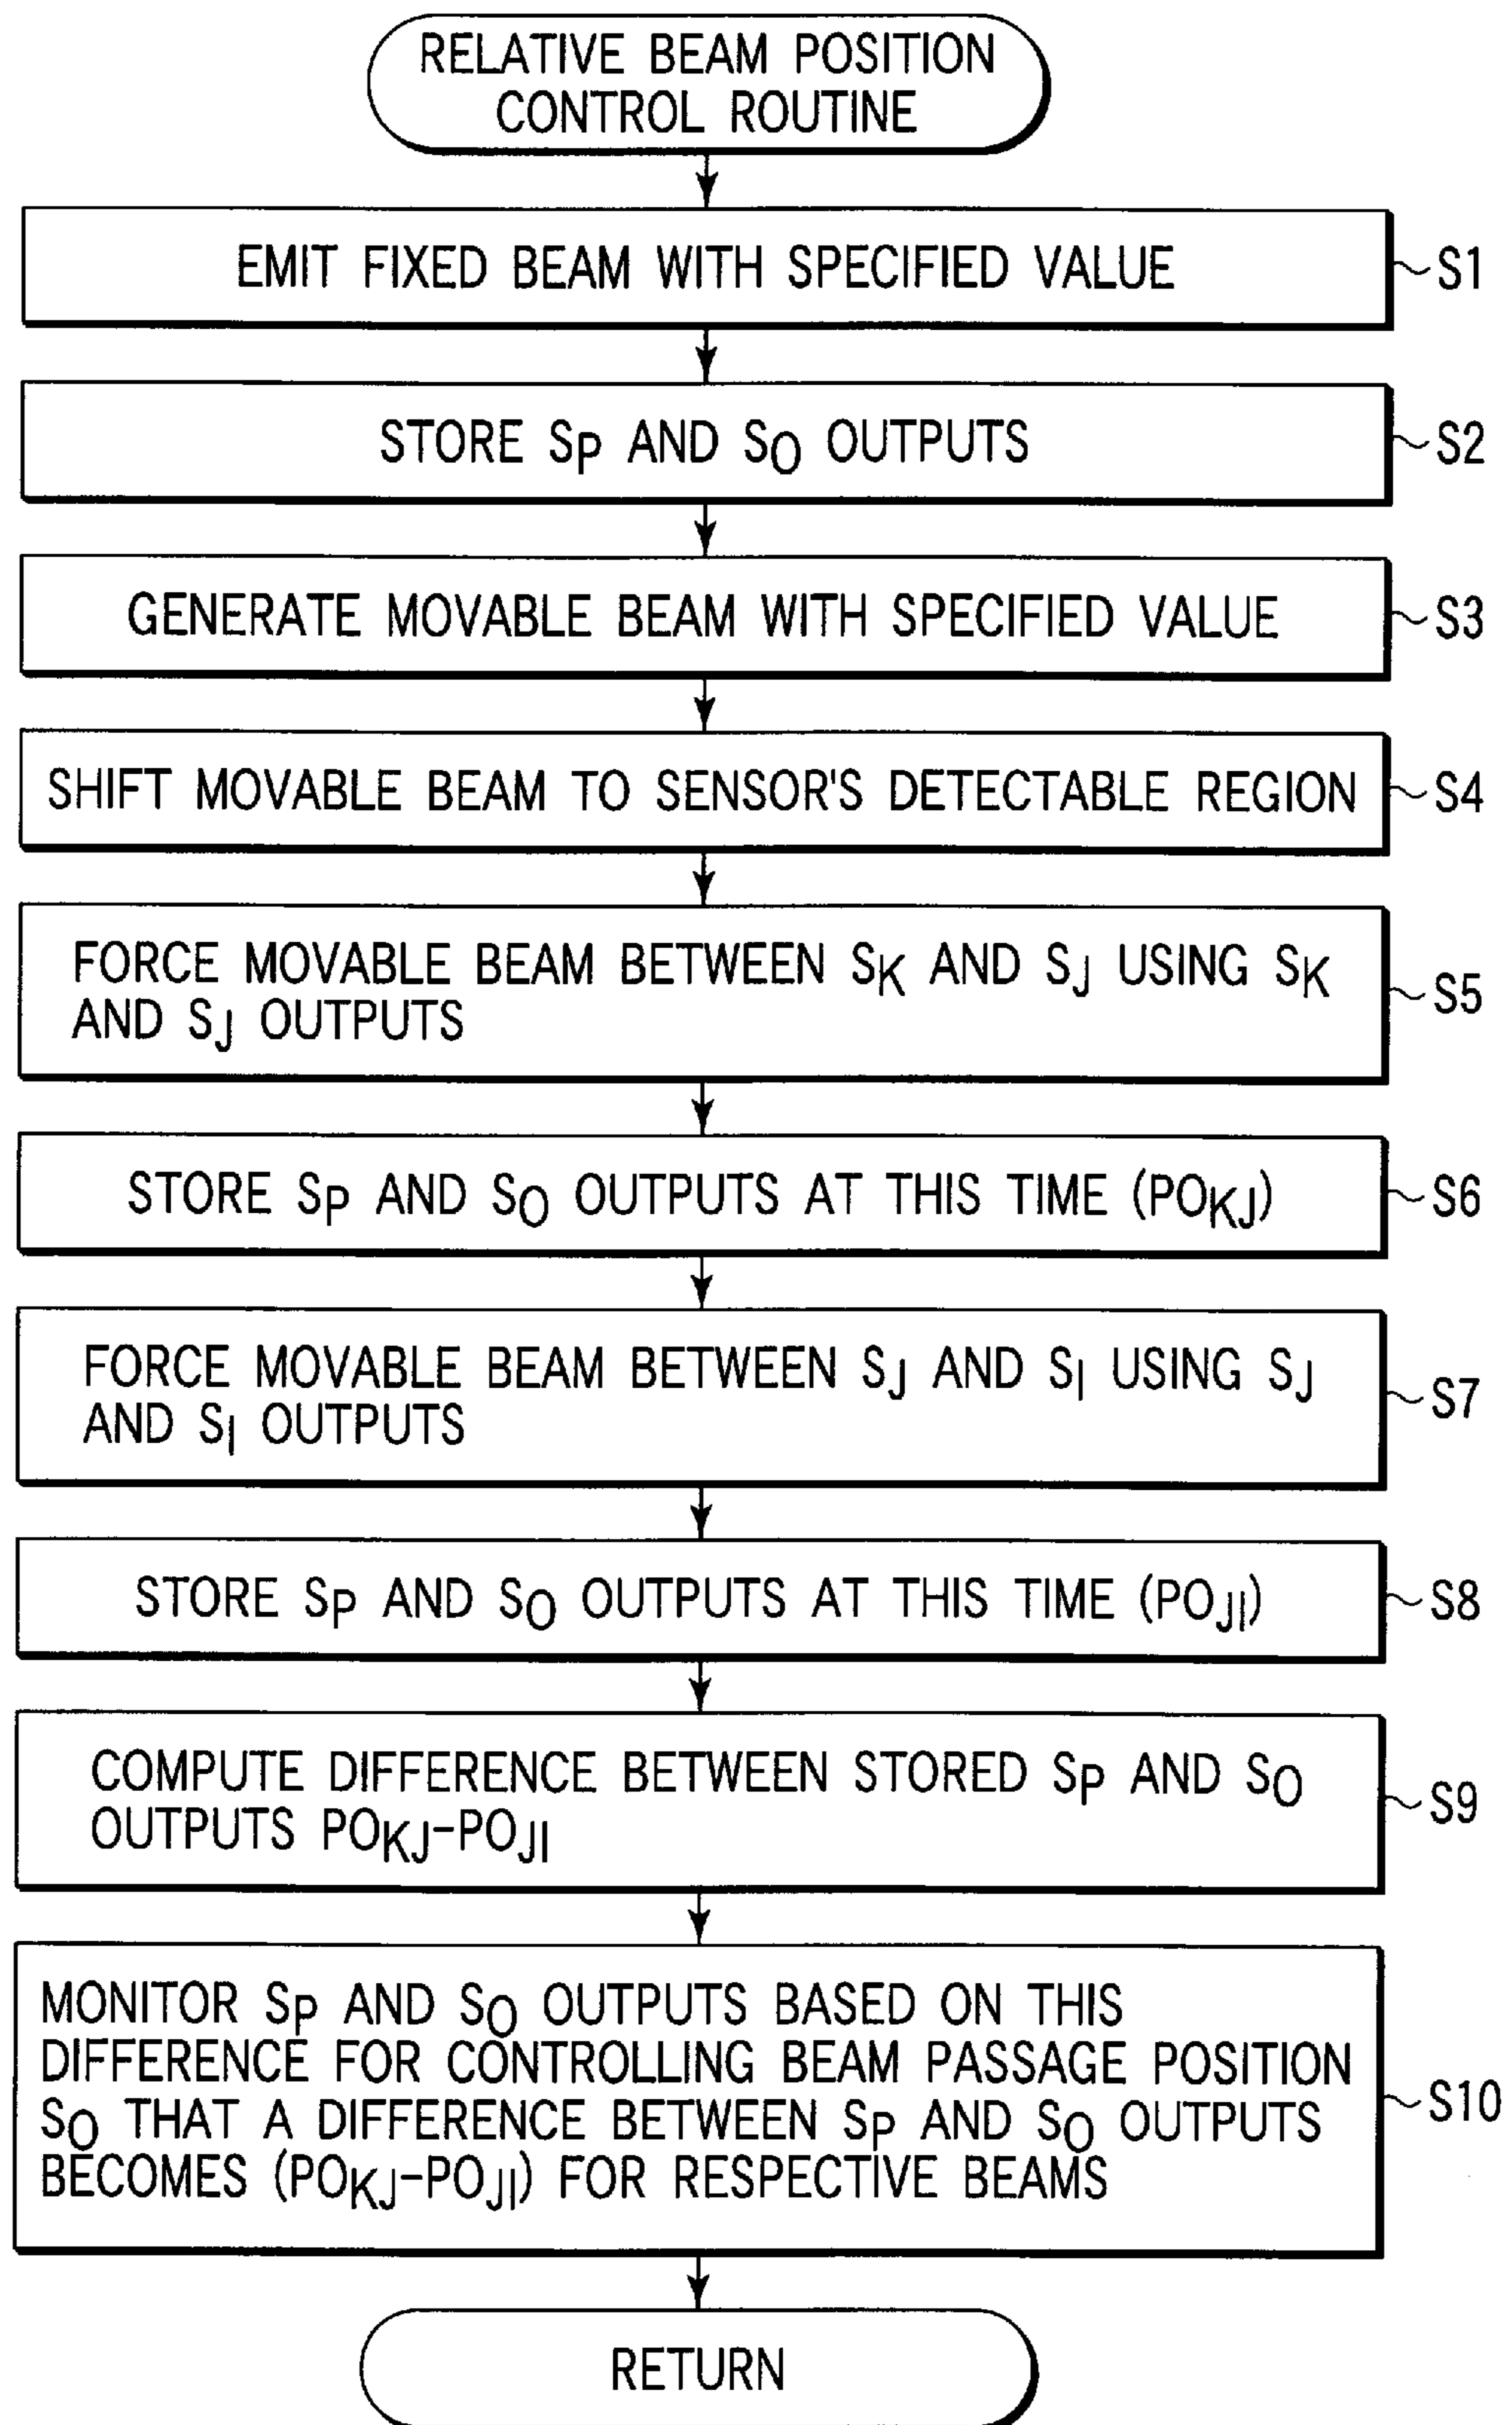 RELATIVE BEAM POSITION
CONTROL ROUTINE
EMIT FIXED BEAM WITH SPECIFIED VALUE
S1
STORE SP AND SO OUTPUTS
S2
GENERATE MOVABLE BEAM WITH SPECIFIED VALUE
S3
SHIFT MOVABLE BEAM TO SENSOR'S DETECTABLE REGION
S4
FORCE MOVABLE BEAM BETWEEN SK AND SJ USING SK
AND SJ OUTPUTS
S5
STORE SP AND SO OUTPUTS AT THIS TIME (POKJ)
S6
FORCE MOVABLE BEAM BETWEEN SJ AND SI USING SJ
AND SI OUTPUTS
S7
STORE SP AND SO OUTPUTS AT THIS TIME (POJI)
S8
COMPUTE DIFFERENCE BETWEEN STORED SP AND SO
OUTPUTS POKJ-POJI
S9
MONITOR SP AND SO OUTPUTS BASED ON THIS
DIFFERENCE FOR CONTROLLING BEAM PASSAGE POSITION
SO THAT A DIFFERENCE BETWEEN SP AND SO OUTPUTS
BECOMES (POKJ-POJI) FOR RESPECTIVE BEAMS
S10
RETURN